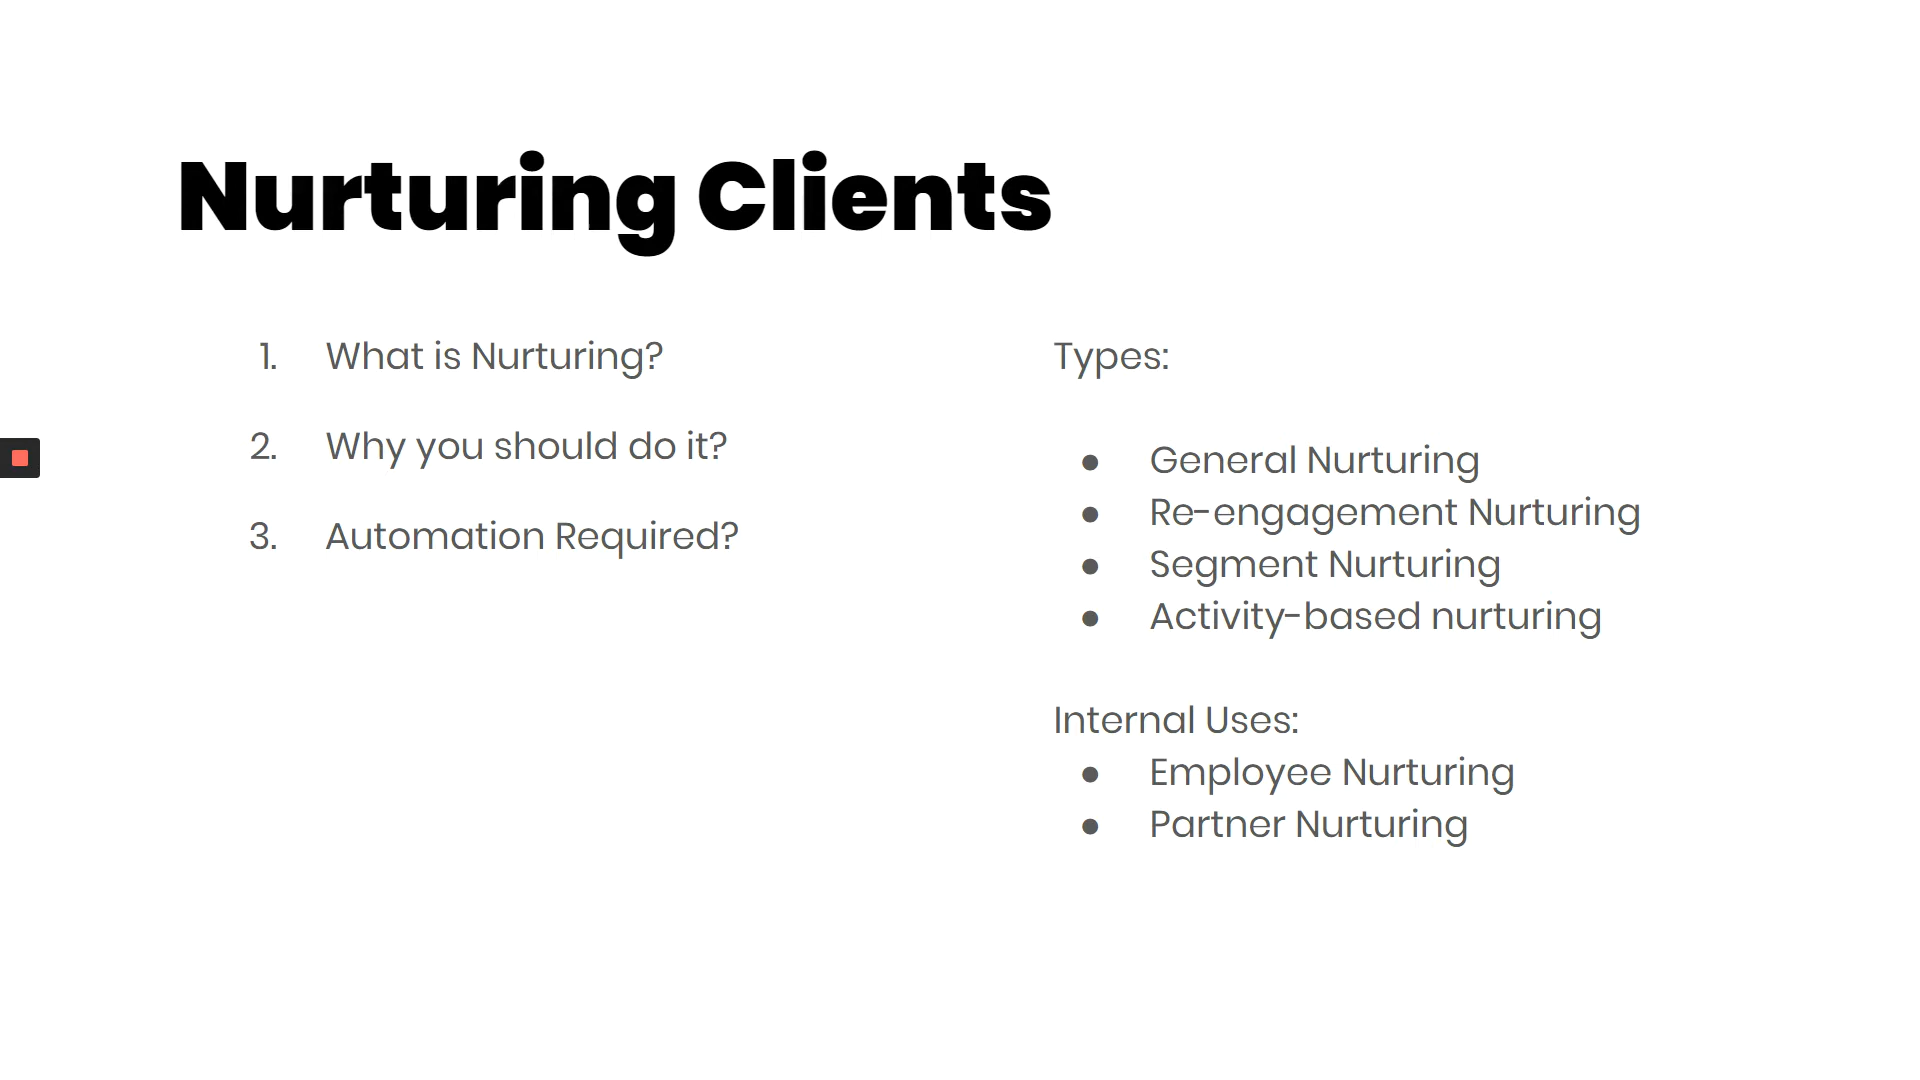 Nurturing Clients
1. What is Nurturing?
2. Why you should do it?
3. Automation Required?
Types:
● General Nurturing
● Re-engagement Nurturing
● Segment Nurturing
● Activity-based nurturing
Internal Uses:
● Employee Nurturing
● Partner Nurturing